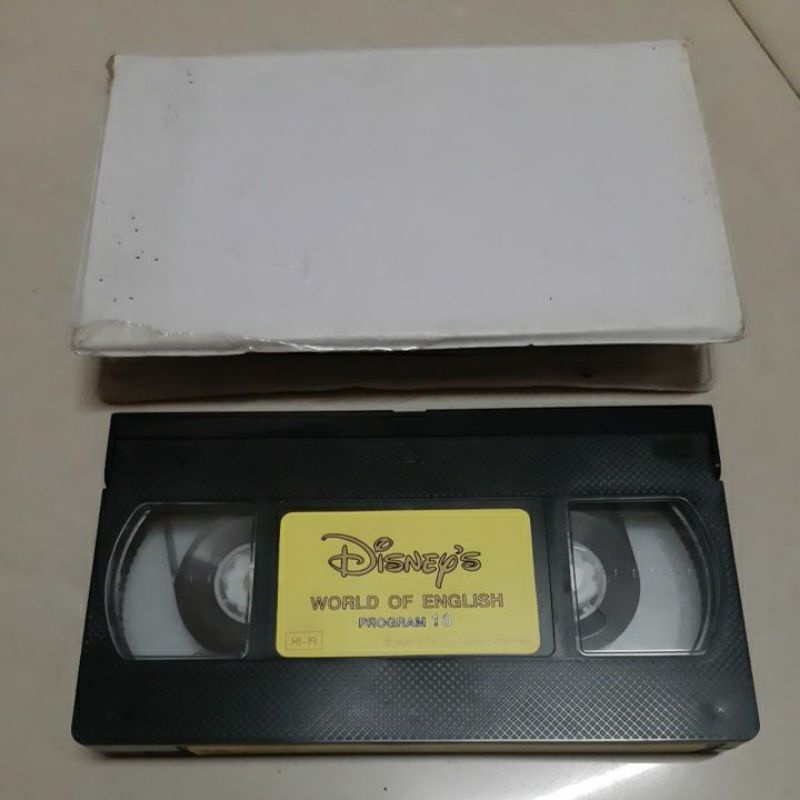 Disney's
WORLD OF ENGLISH
PROGRAM 10
HI-FI